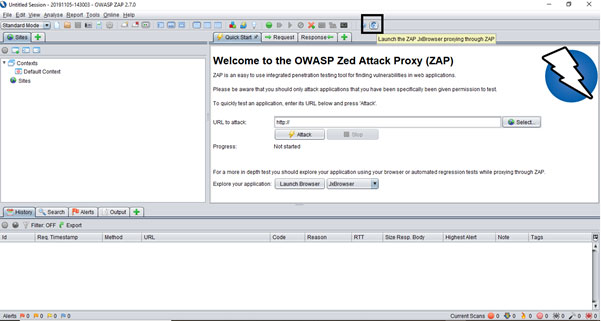 Untitled Session - 20191105-143003 - OWASP ZAP 2.7.0
File Edit View Analyse Report Tools Online Help
Standard Mode
Sites
Quick Start
Request
Response
Launch the ZAP JxBrowser proxying through ZAP
Contexts
Default Context
Sites
Welcome to the OWASP Zed Attack Proxy (ZAP)
ZAP is an easy to use integrated penetration testing tool for finding vulnerabilities in web applications.
Please be aware that you should only attack applications that you have been specifically been given permission to test.
To quickly test an application, enter its URL below and press 'Attack'.
URL to attack: http:// Select...
Attack Stop
Progress: Not started
For a more in depth test you should explore your application using your browser or automated regression tests while proxying through ZAP.
Explore your application: Launch Browser JxBrowser
History Search Alerts Output
Filter: OFF Export
Id Req. Timestamp Method URL Code Reason RTT Size Resp. Body Highest Alert Note Tags
Alerts 0 0 0 0 Current Scans 0 0 0 0 0 0